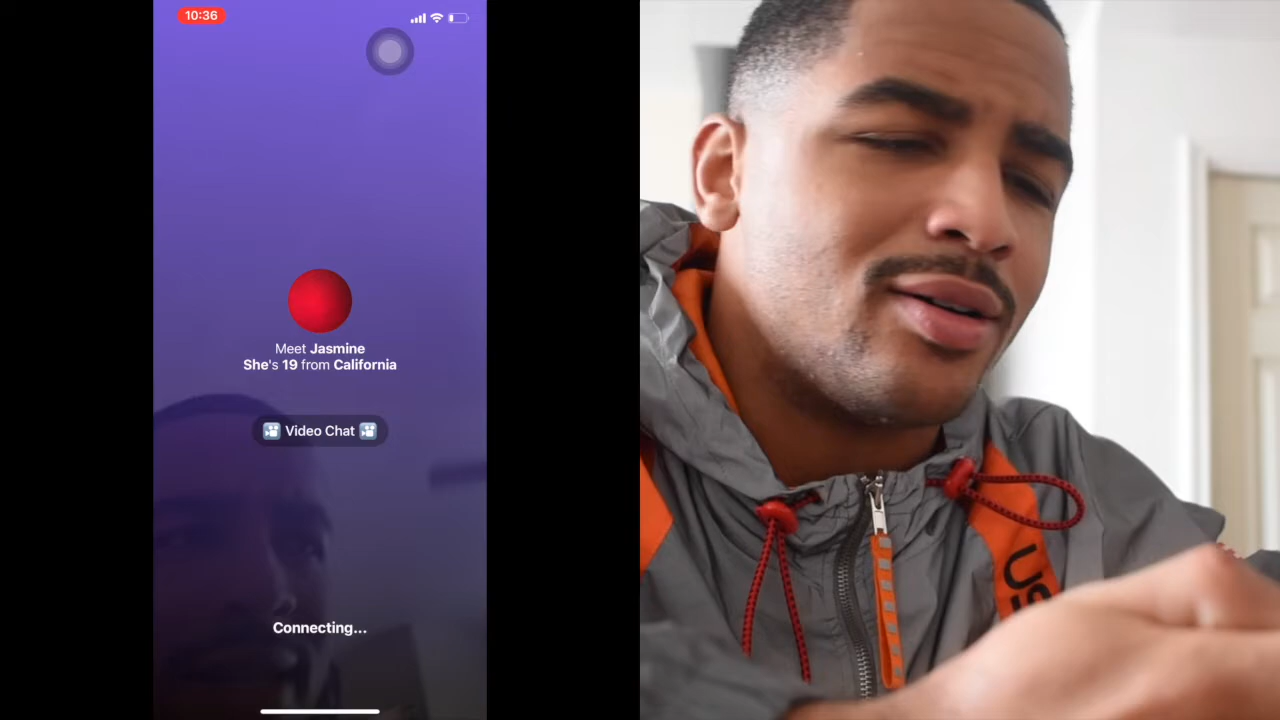 10:36
Meet Jasmine
She's 19 from California
Video Chat
Connecting...
US